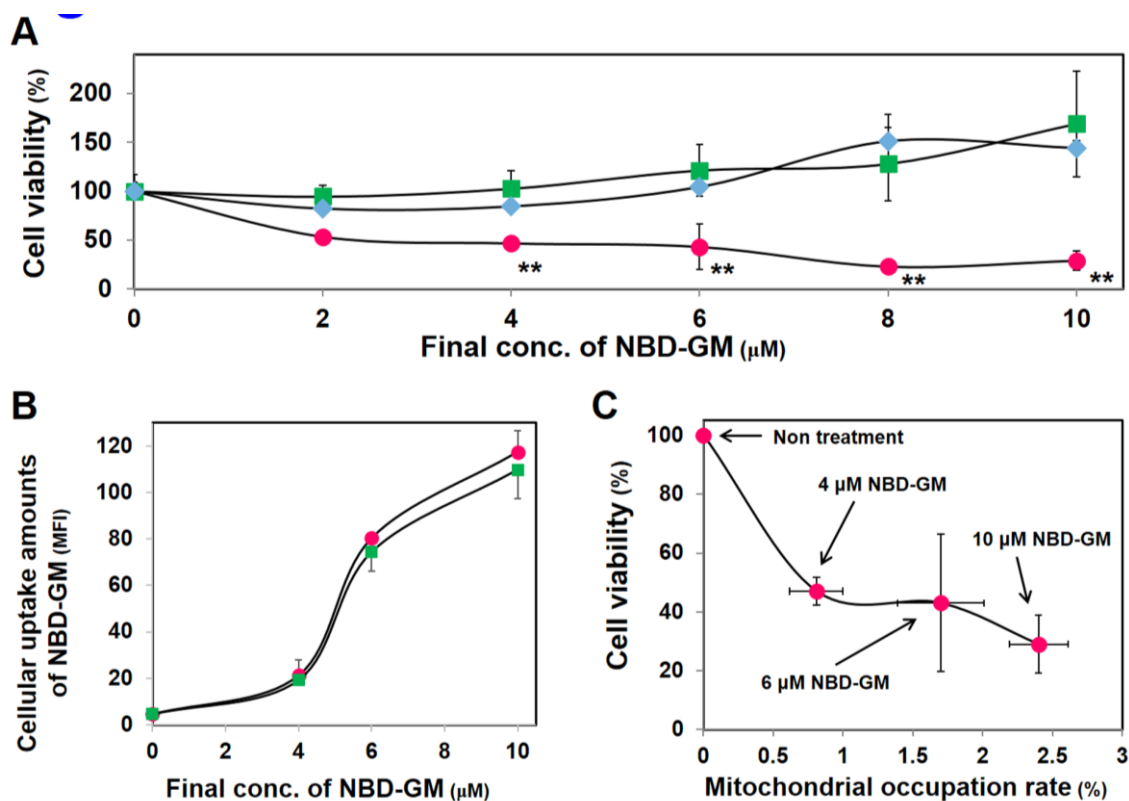 A
Cell viability (%)
200
150
100
50
0
**
**
**
**
0 2 4 6 8 10
Final conc. of NBD-GM (μM)
B
Cellular uptake amounts
of NBD-GM (MFI)
120
100
80
60
40
20
0
0 2 4 6 8 10
Final conc. of NBD-GM (μM)
C
Cell viability (%)
100
80
60
40
20
0
Non treatment
4 μM NBD-GM
10 μM NBD-GM
6 μM NBD-GM
0 0.5 1 1.5 2 2.5 3
Mitochondrial occupation rate (%)